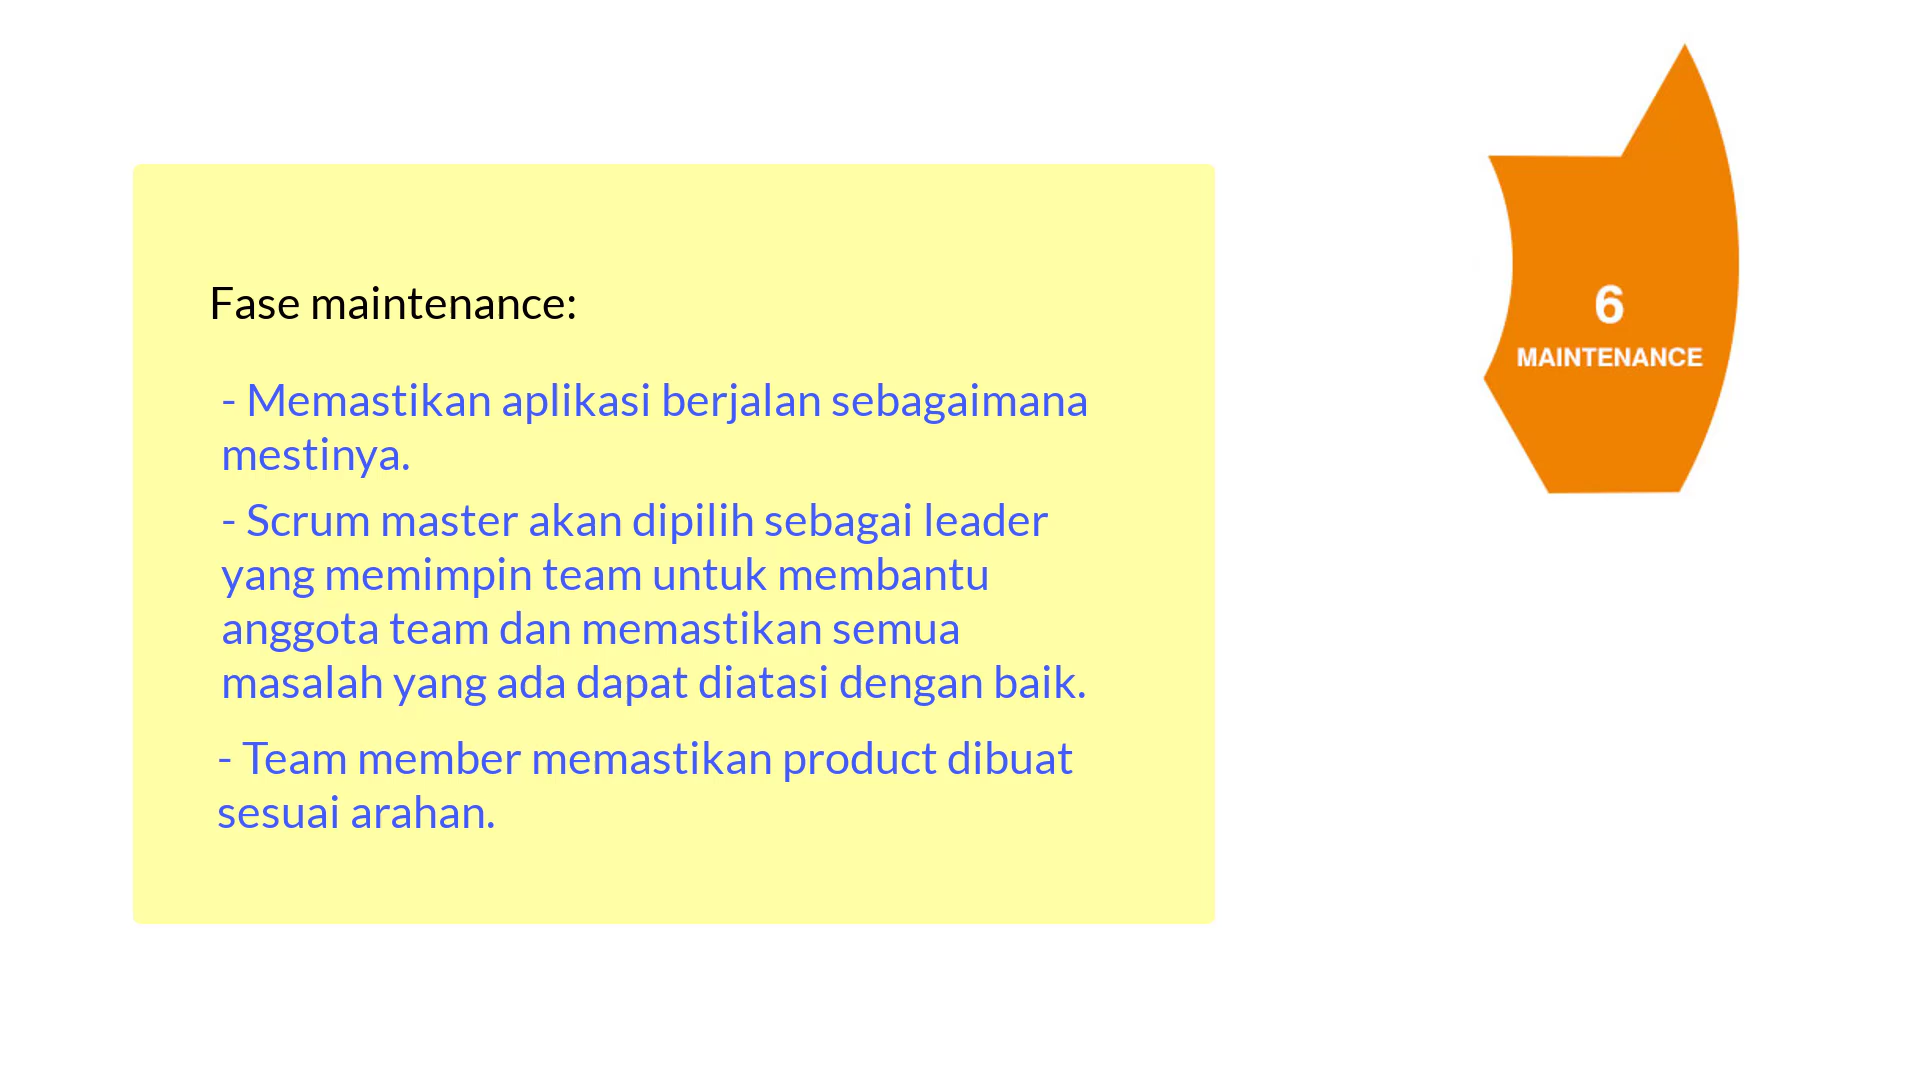 Fase maintenance:
- Memastikan aplikasi berjalan sebagaimana
mestinya.
- Scrum master akan dipilih sebagai leader
yang memimpin team untuk membantu
anggota team dan memastikan semua
masalah yang ada dapat diatasi dengan baik.
- Team member memastikan product dibuat
sesuai arahan.
6
MAINTENANCE